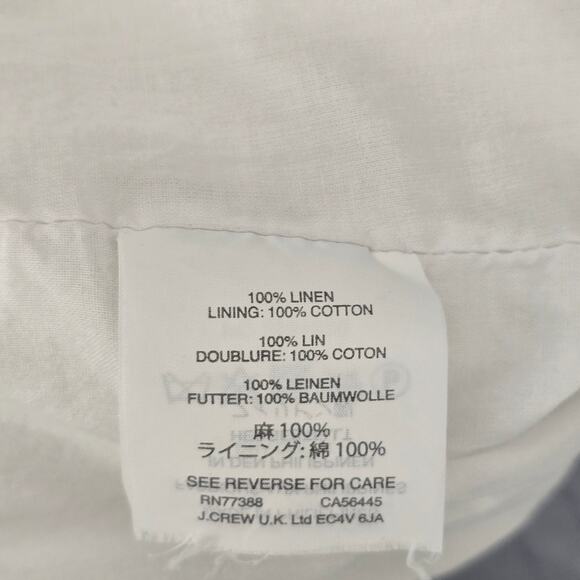 100% LINEN
LINING: 100% COTTON
100% LIN
DOUBLURE: 100% COTON
100% LEINEN
FUTTER: 100% BAUMWOLLE
麻 100%
ライニング: 綿 100%
SEE REVERSE FOR CARE
RN77388 CA56445
J.CREW U.K. Ltd EC4V 6JA